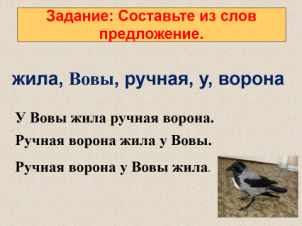 Задание: Составьте из слов
предложение.
жила, Вовы, ручная, у, ворона
У Вовы жила ручная ворона.
Ручная ворона жила у Вовы.
Ручная ворона у Вовы жила.